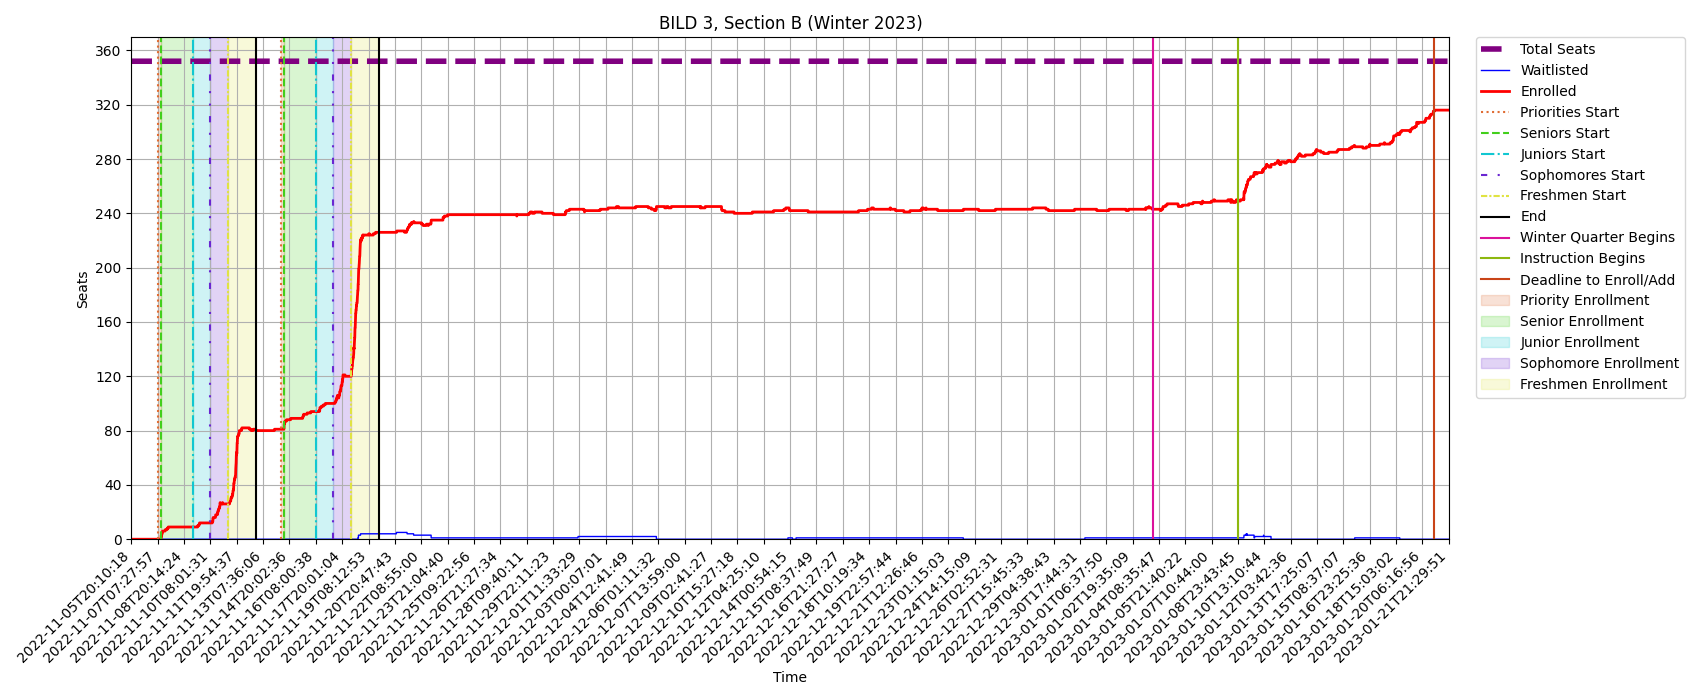 BILD 3, Section B (Winter 2023)
Seats
360
320
280
240
200
160
120
80
40
0
2022-11-05T20:10:18
2022-11-07T07:27:57
2022-11-08T20:14:24
2022-11-10T08:01:31
2022-11-11T19:54:37
2022-11-13T07:36:06
2022-11-14T20:02:36
2022-11-16T08:00:38
2022-11-17T20:01:04
2022-11-19T08:12:53
2022-11-20T20:47:43
2022-11-22T08:55:00
2022-11-23T21:04:40
2022-11-25T09:22:56
2022-11-26T21:27:34
2022-11-28T09:40:11
2022-11-29T22:11:23
2022-12-01T11:33:29
2022-12-03T00:07:01
2022-12-04T12:41:49
2022-12-06T01:11:32
2022-12-07T13:59:00
2022-12-09T02:41:27
2022-12-10T15:27:18
2022-12-12T04:25:10
2022-12-14T00:54:15
2022-12-15T08:37:49
2022-12-16T21:27:27
2022-12-18T10:19:34
2022-12-19T22:57:44
2022-12-21T12:26:46
2022-12-23T01:15:03
2022-12-24T14:15:09
2022-12-26T02:52:31
2022-12-27T15:45:33
2022-12-29T04:38:43
2022-12-30T17:44:31
2023-01-01T06:37:50
2023-01-02T19:35:09
2023-01-04T08:35:47
2023-01-05T21:40:22
2023-01-07T10:44:00
2023-01-08T23:43:45
2023-01-10T13:10:44
2023-01-12T03:42:36
2023-01-13T17:25:07
2023-01-15T08:37:07
2023-01-16T23:25:36
2023-01-18T15:03:02
2023-01-20T06:16:56
2023-01-21T21:29:51
Time
Total Seats
Waitlisted
Enrolled
Priorities Start
Seniors Start
Juniors Start
Sophomores Start
Freshmen Start
End
Winter Quarter Begins
Instruction Begins
Deadline to Enroll/Add
Priority Enrollment
Senior Enrollment
Junior Enrollment
Sophomore Enrollment
Freshmen Enrollment